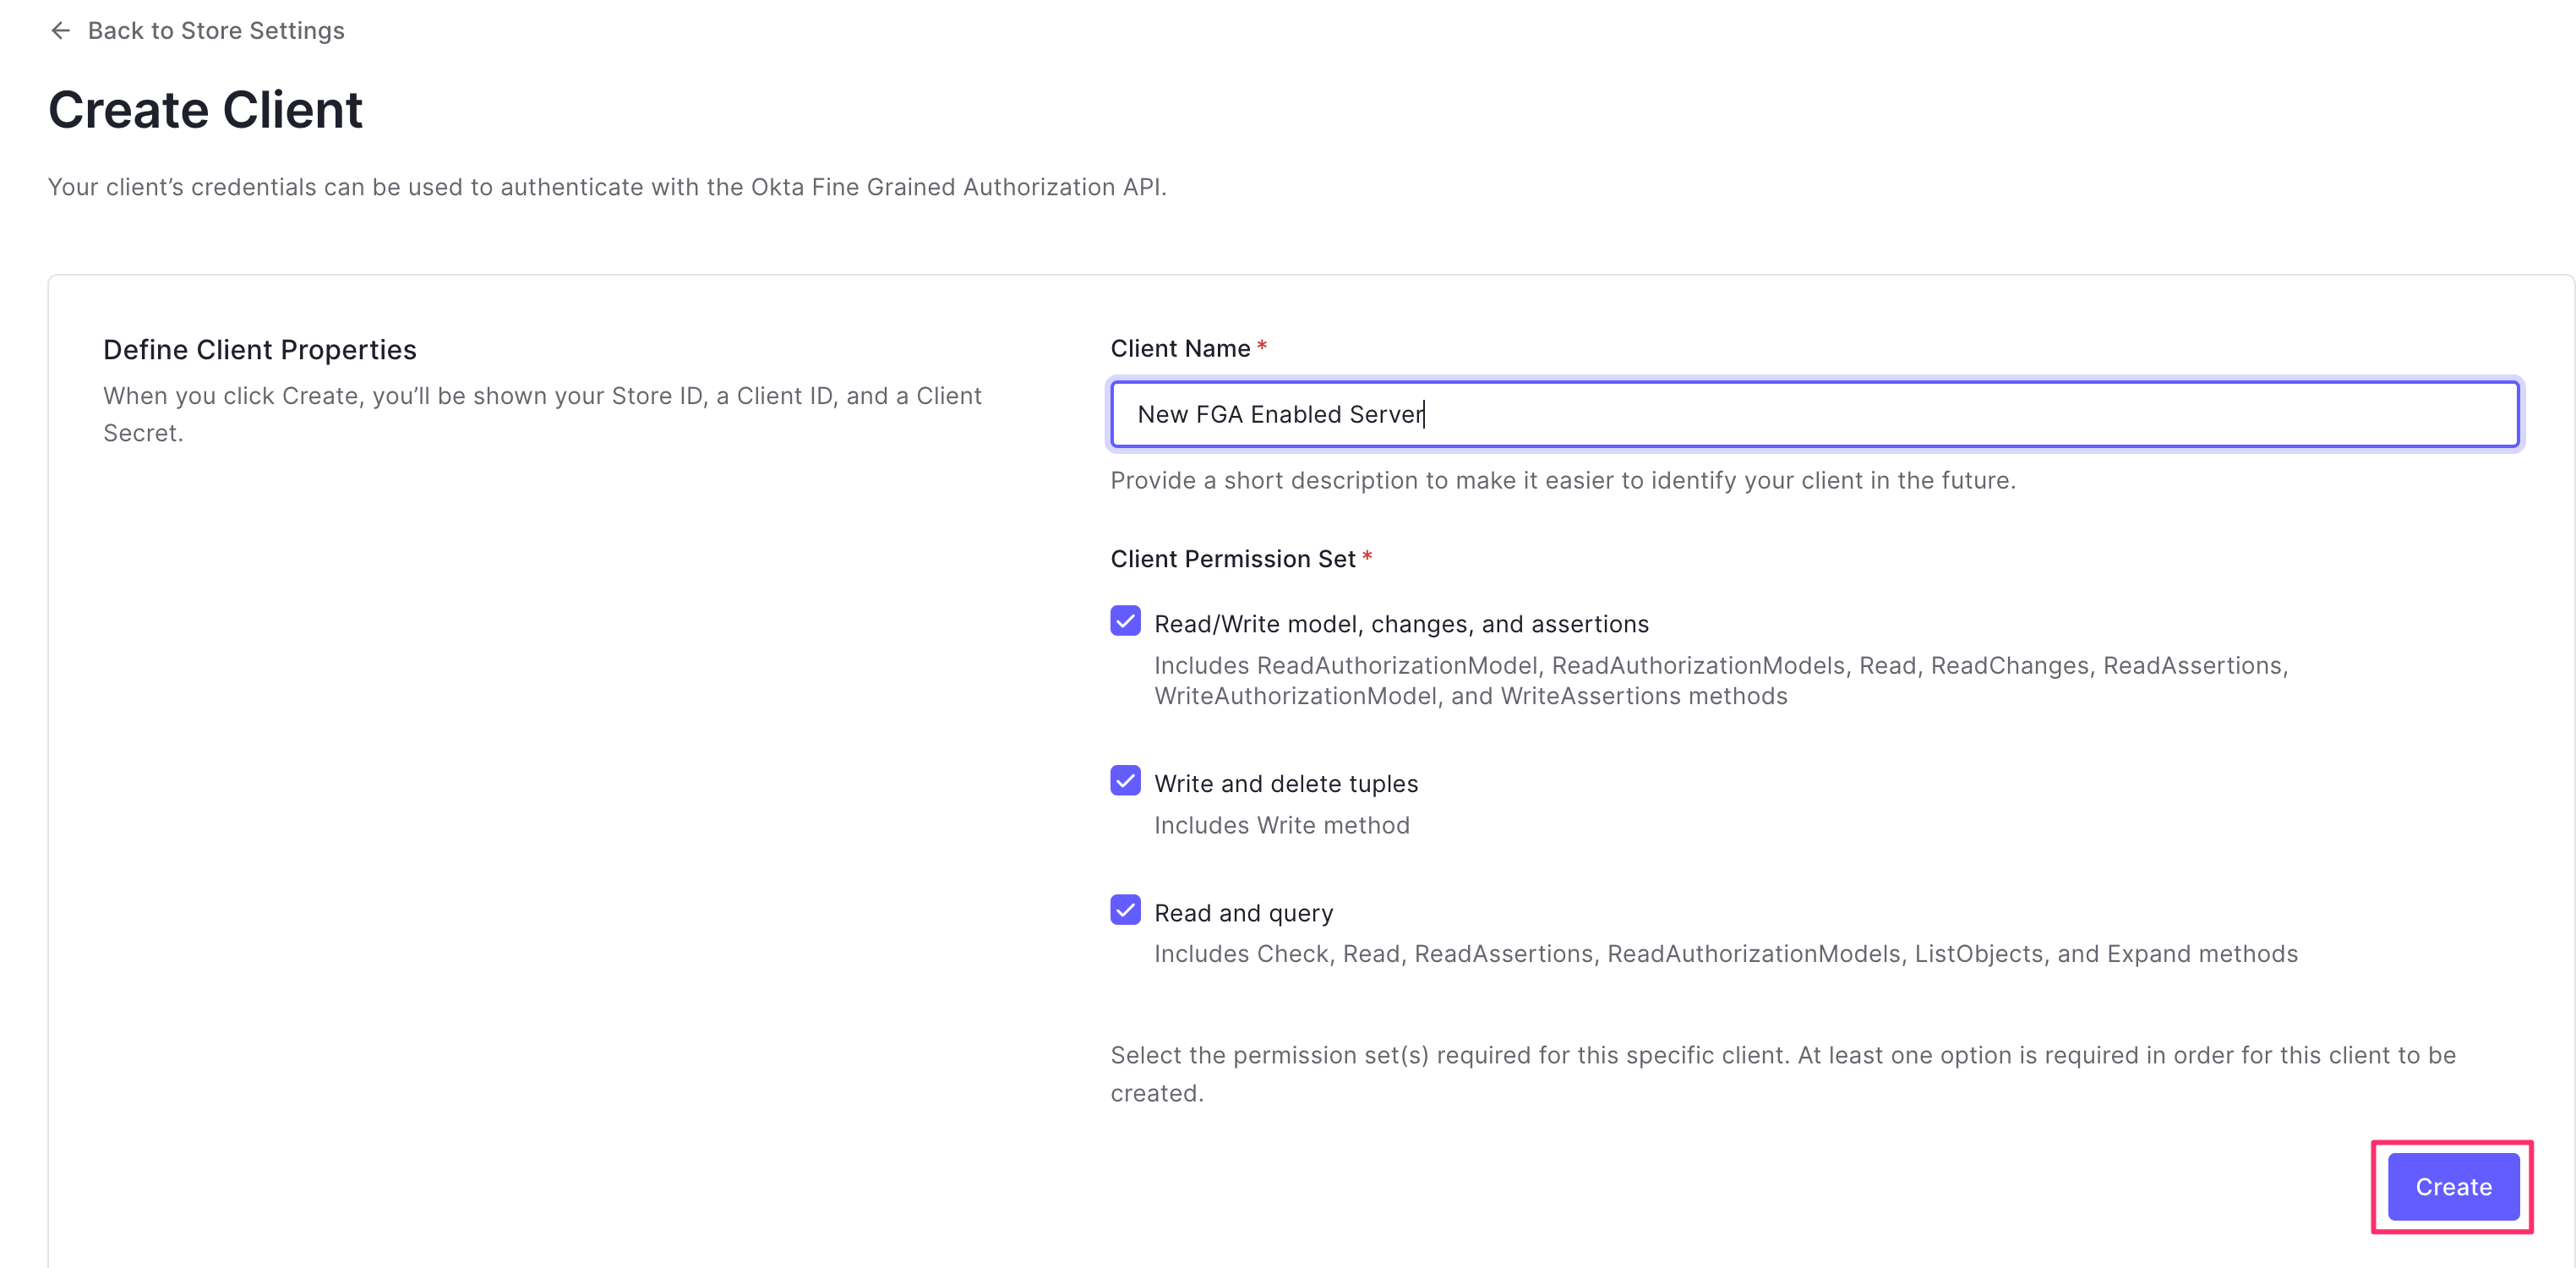 Back to Store Settings
Create Client
Your client’s credentials can be used to authenticate with the Okta Fine Grained Authorization API.
Define Client Properties
When you click Create, you’ll be shown your Store ID, a Client ID, and a Client
Secret.
Client Name *
New FGA Enabled Server
Provide a short description to make it easier to identify your client in the future.
Client Permission Set *
Read/Write model, changes, and assertions
Includes ReadAuthorizationModel, ReadAuthorizationModels, Read, ReadChanges, ReadAssertions,
WriteAuthorizationModel, and WriteAssertions methods
Write and delete tuples
Includes Write method
Read and query
Includes Check, Read, ReadAssertions, ReadAuthorizationModels, ListObjects, and Expand methods
Select the permission set(s) required for this specific client. At least one option is required in order for this client to be
created.
Create